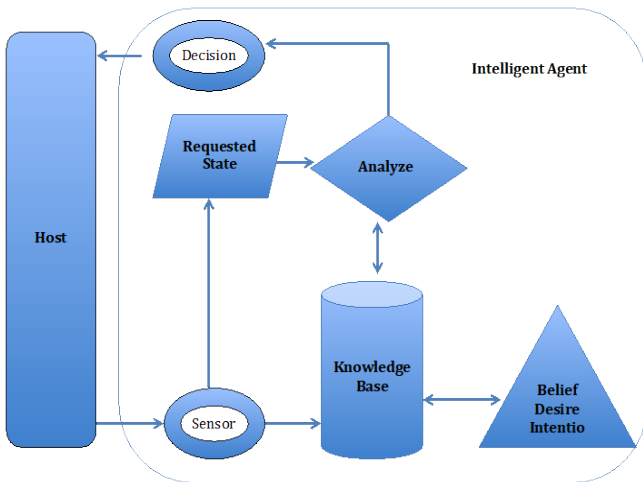 Decision
Intelligent Agent
Requested
State
Analyze
Host
Knowledge
Base
Belief
Desire
Intentio
Sensor